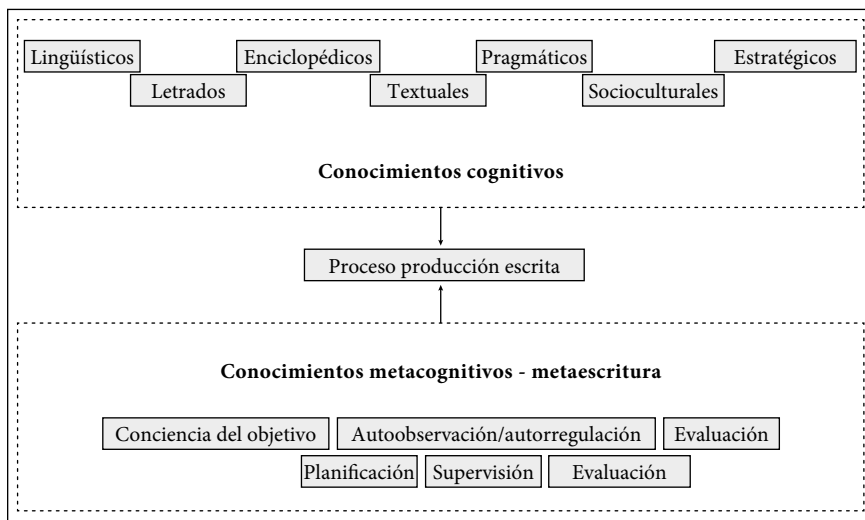 Lingüísticos Enciclopédicos Pragmáticos Estratégicos
Letrados Textuales Socioculturales
Conocimientos cognitivos
Proceso producción escrita
Conocimientos metacognitivos - metaescritura
Conciencia del objetivo Autoobservación/autorregulación Evaluación
Planificación Supervisión Evaluación